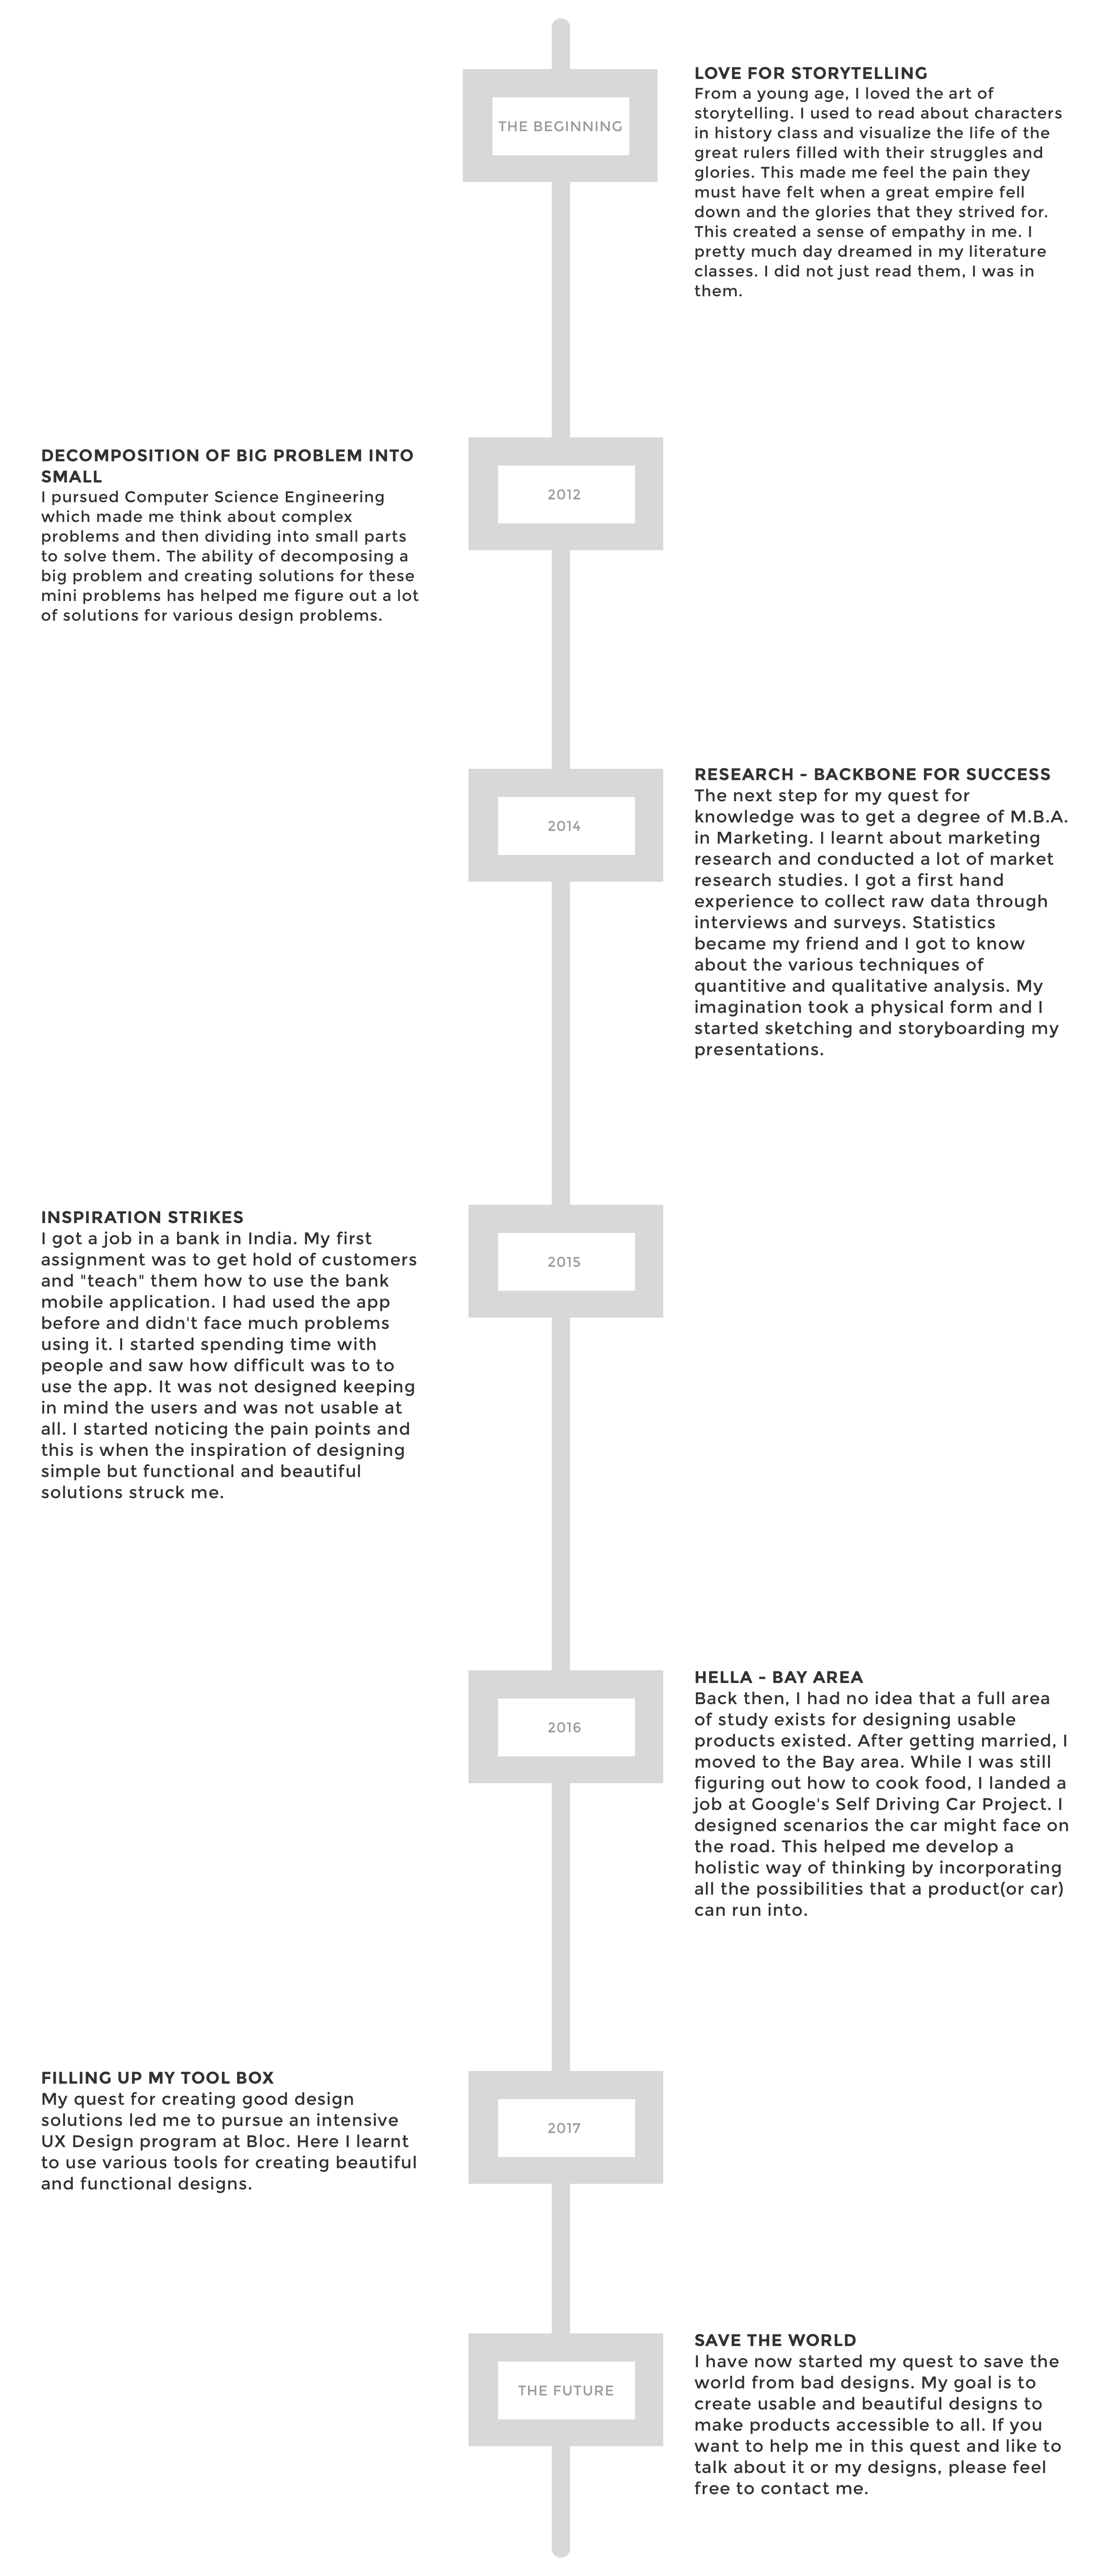 THE BEGINNING
LOVE FOR STORYTELLING
From a young age, I loved the art of
storytelling. I used to read about characters
in history class and visualize the life of the
great rulers filled with their struggles and
glories. This made me feel the pain they
must have felt when a great empire fell
down and the glories that they strived for.
This created a sense of empathy in me. I
pretty much day dreamed in my literature
classes. I did not just read them, I was in
them.
2012
DECOMPOSITION OF BIG PROBLEM INTO
SMALL
I pursued Computer Science Engineering
which made me think about complex
problems and then dividing into small parts
to solve them. The ability of decomposing a
big problem and creating solutions for these
mini problems has helped me figure out a lot
of solutions for various design problems.
2014
RESEARCH - BACKBONE FOR SUCCESS
The next step for my quest for
knowledge was to get a degree of M.B.A.
in Marketing. I learnt about marketing
research and conducted a lot of market
research studies. I got a first hand
experience to collect raw data through
interviews and surveys. Statistics
became my friend and I got to know
about the various techniques of
quantitive and qualitative analysis. My
imagination took a physical form and I
started sketching and storyboarding my
presentations.
2015
INSPIRATION STRIKES
I got a job in a bank in India. My first
assignment was to get hold of customers
and "teach" them how to use the bank
mobile application. I had used the app
before and didn't face much problems
using it. I started spending time with
people and saw how difficult was to to
use the app. It was not designed keeping
in mind the users and was not usable at
all. I started noticing the pain points and
this is when the inspiration of designing
simple but functional and beautiful
solutions struck me.
2016
HELLA - BAY AREA
Back then, I had no idea that a full area
of study exists for designing usable
products existed. After getting married, I
moved to the Bay area. While I was still
figuring out how to cook food, I landed a
job at Google's Self Driving Car Project. I
designed scenarios the car might face on
the road. This helped me develop a
holistic way of thinking by incorporating
all the possibilities that a product(or car)
can run into.
2017
FILLING UP MY TOOL BOX
My quest for creating good design
solutions led me to pursue an intensive
UX Design program at Bloc. Here I learnt
to use various tools for creating beautiful
and functional designs.
THE FUTURE
SAVE THE WORLD
I have now started my quest to save the
world from bad designs. My goal is to
create usable and beautiful designs to
make products accessible to all. If you
want to help me in this quest and like to
talk about it or my designs, please feel
free to contact me.